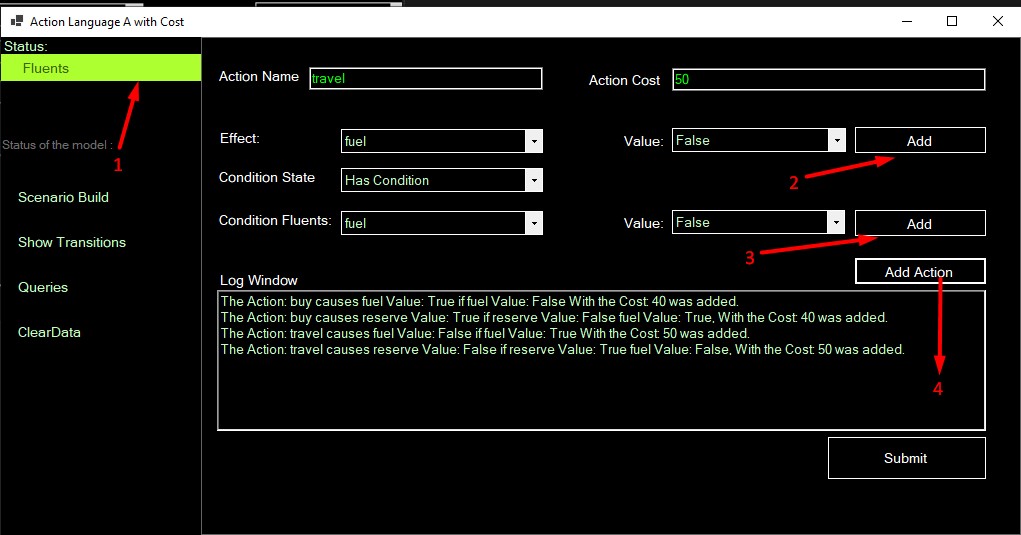 Action Language A with Cost
Status:
Fluents
Status of the model :
1
Scenario Build
Show Transitions
Queries
ClearData
Action Name travel Action Cost 50
Effect: fuel Value: False Add
2
Condition State Has Condition
Condition Fluents: fuel Value: False Add
3
Add Action
Log Window
The Action: buy causes fuel Value: True if fuel Value: False With the Cost: 40 was added.
The Action: buy causes reserve Value: True if reserve Value: False fuel Value: True, With the Cost: 40 was added.
The Action: travel causes fuel Value: False if fuel Value: True With the Cost: 50 was added.
The Action: travel causes reserve Value: False if reserve Value: True fuel Value: False, With the Cost: 50 was added.
4
Submit